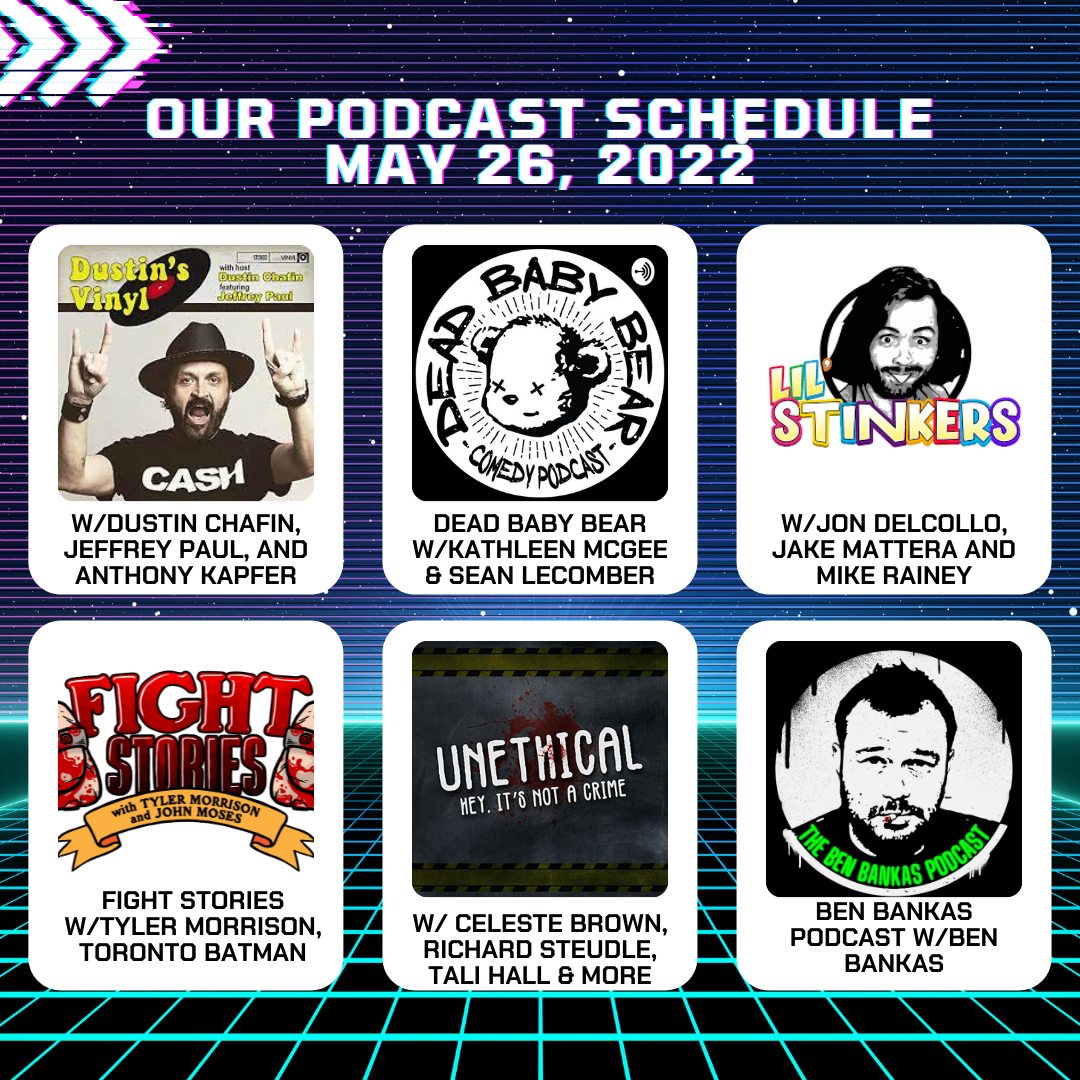 OUR PODCAST SCHEDULE
MAY 26, 2022
Dustin's
Vinyl
STEREO
VINYL
with host
Dustin Chafin
featuring
Jeffrey Paul
CASH
W/DUSTIN CHAFIN,
JEFFREY PAUL, AND
ANTHONY KAPFER
DEAD BABY BEAR
- COMEDY PODCAST -
DEAD BABY BEAR
W/KATHLEEN MCGEE
& SEAN LECOMBER
LIL'
STINKERS
W/JON DELCOLLO,
JAKE MATTERA AND
MIKE RAINEY
FIGHT
STORIES
with TYLER MORRISON
and JOHN MOSES
FIGHT STORIES
W/TYLER MORRISON,
TORONTO BATMAN
UNETHICAL
HEY, IT'S NOT A CRIME
W/ CELESTE BROWN,
RICHARD STEUDLE,
TALI HALL & MORE
THE BEN BANKAS PODCAST
BEN BANKAS
PODCAST W/BEN
BANKAS